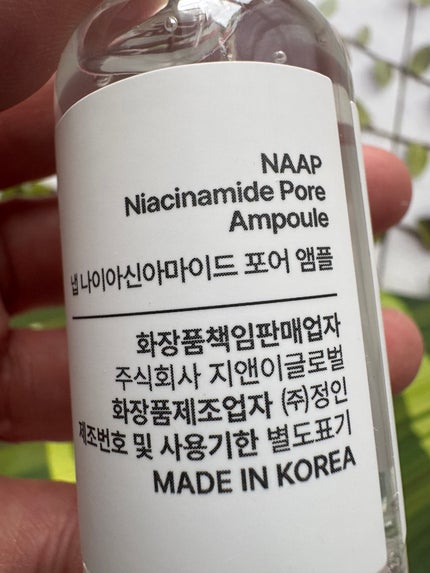 NAAP
Niacinamide Pore
Ampoule
냅 나이아신아마이드 포어 앰플
화장품책임판매업자
주식회사 지앤이글로벌
화장품제조업자 (주)정인
제조번호 및 사용기한 별도표기
MADE IN KOREA